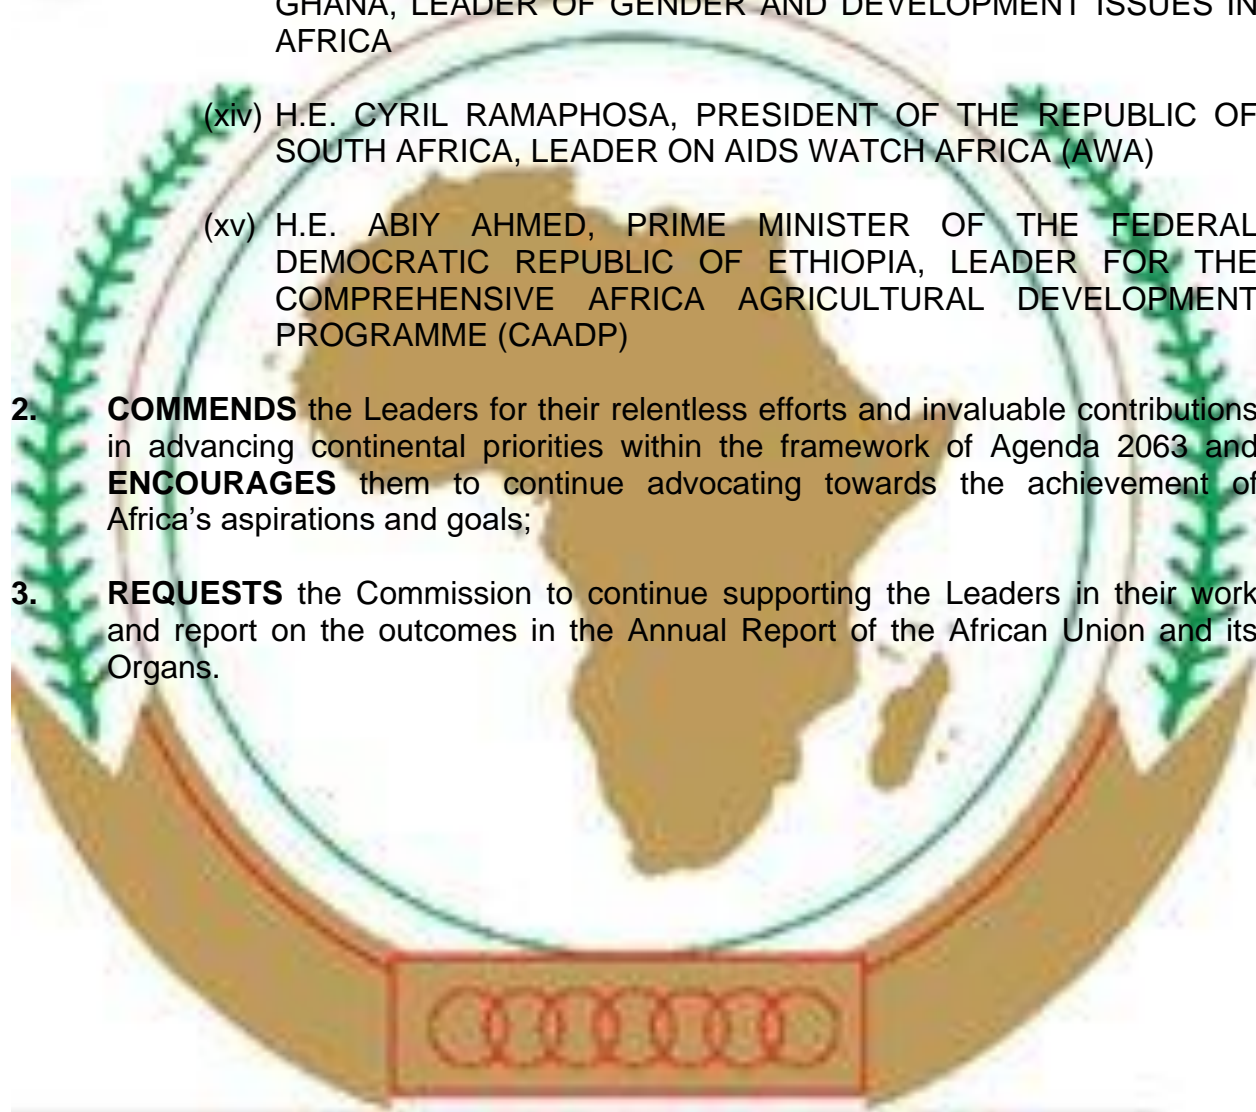 GHANA, LEADER OF GENDER AND DEVELOPMENT ISSUES IN
AFRICA
(xiv) H.E. CYRIL RAMAPHOSA, PRESIDENT OF THE REPUBLIC OF
SOUTH AFRICA, LEADER ON AIDS WATCH AFRICA (AWA)
(xv) H.E. ABIY AHMED, PRIME MINISTER OF THE FEDERAL
DEMOCRATIC REPUBLIC OF ETHIOPIA, LEADER FOR THE
COMPREHENSIVE AFRICA AGRICULTURAL DEVELOPMENT
PROGRAMME (CAADP)
2. COMMENDS the Leaders for their relentless efforts and invaluable contributions
in advancing continental priorities within the framework of Agenda 2063 and
ENCOURAGES them to continue advocating towards the achievement of
Africa’s aspirations and goals;
3. REQUESTS the Commission to continue supporting the Leaders in their work
and report on the outcomes in the Annual Report of the African Union and its
Organs.